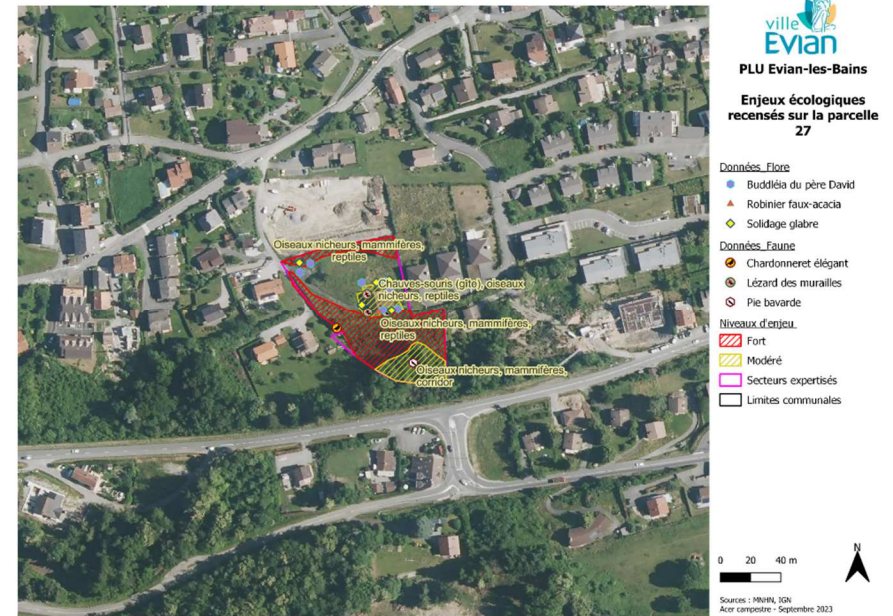 ville
Evian
PLU Evian-les-Bains
Enjeux écologiques
recensés sur la parcelle
27
Données_Flore
Buddléia du père David
Robinier faux-acacia
Solidage glabre
Données_Faune
Chardonneret élégant
Lézard des murailles
Pie bavarde
Niveaux d'enjeu
Fort
Modéré
Secteurs expertisés
Limites communales
Oiseaux nicheurs, mammifères,
reptiles
Chauves-souris (gîte), oiseaux
nicheurs, reptiles
Oiseaux nicheurs, mammifères,
reptiles
Oiseaux nicheurs, mammifères,
corridor
0 20 40 m
N
Sources : MNHN, IGN
Acer campestre - Septembre 2023